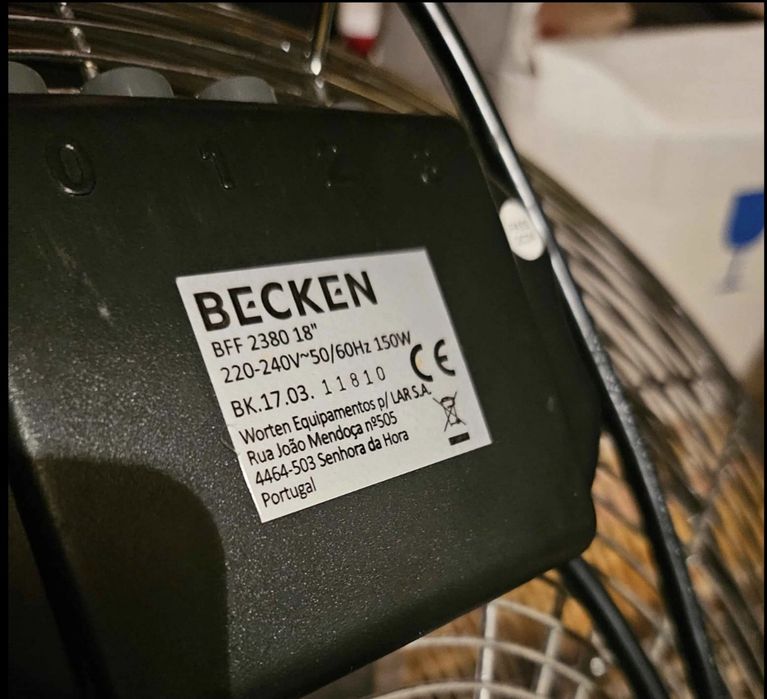 0 1 2 3
BECKEN
BFF 2380 18"
220-240V~50/60Hz 150W
CE
BK.17.03. 11810
Worten Equipamentos p/ LAR S.A.
Rua João Mendoça nº505
4464-503 Senhora da Hora
Portugal